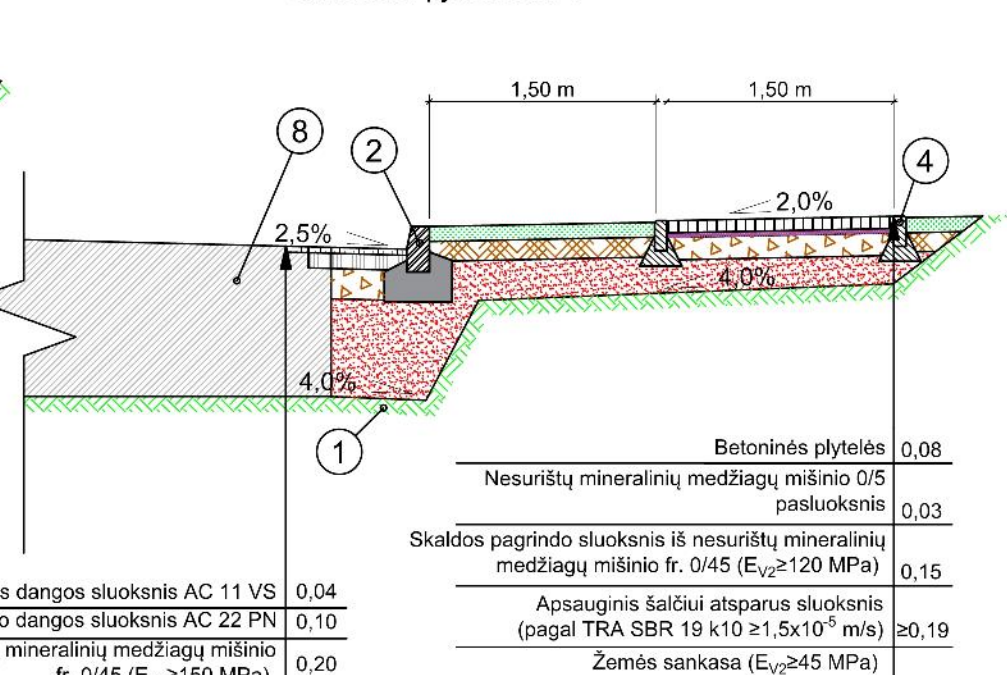 1,50 m
1,50 m
8
2
4
2,0%
2,5%
4,0%
4,0%
1
Betoninės plytelės 0,08
Nesurištų mineralinių medžiagų mišinio 0/5
pasluoksnis 0,03
Skaldos pagrindo sluoksnis iš nesurištų mineralinių
medžiagų mišinio fr. 0/45 (EV2≥120 MPa) 0,15
Apsauginis šalčiui atsparus sluoksnis
(pagal TRA SBR 19 k10 ≥1,5x10-5 m/s) ≥0,19
Žemės sankasa (EV2≥45 MPa)
dangos sluoksnis AC 11 VS 0,04
dangos sluoksnis AC 22 PN 0,10
mineralinių medžiagų mišinio
0,20